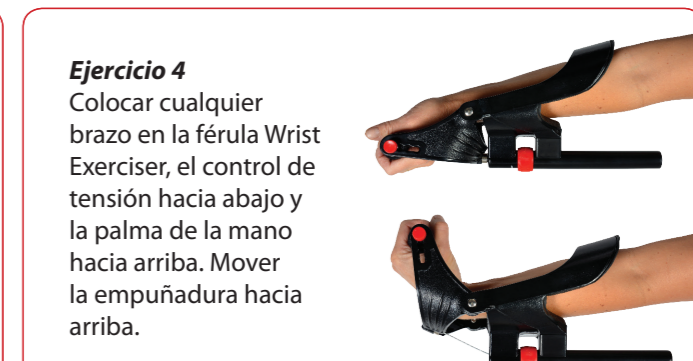 Ejercicio 4
Colocar cualquier
brazo en la férula Wrist
Exerciser, el control de
tensión hacia abajo y
la palma de la mano
hacia arriba. Mover
la empuñadura hacia
arriba.